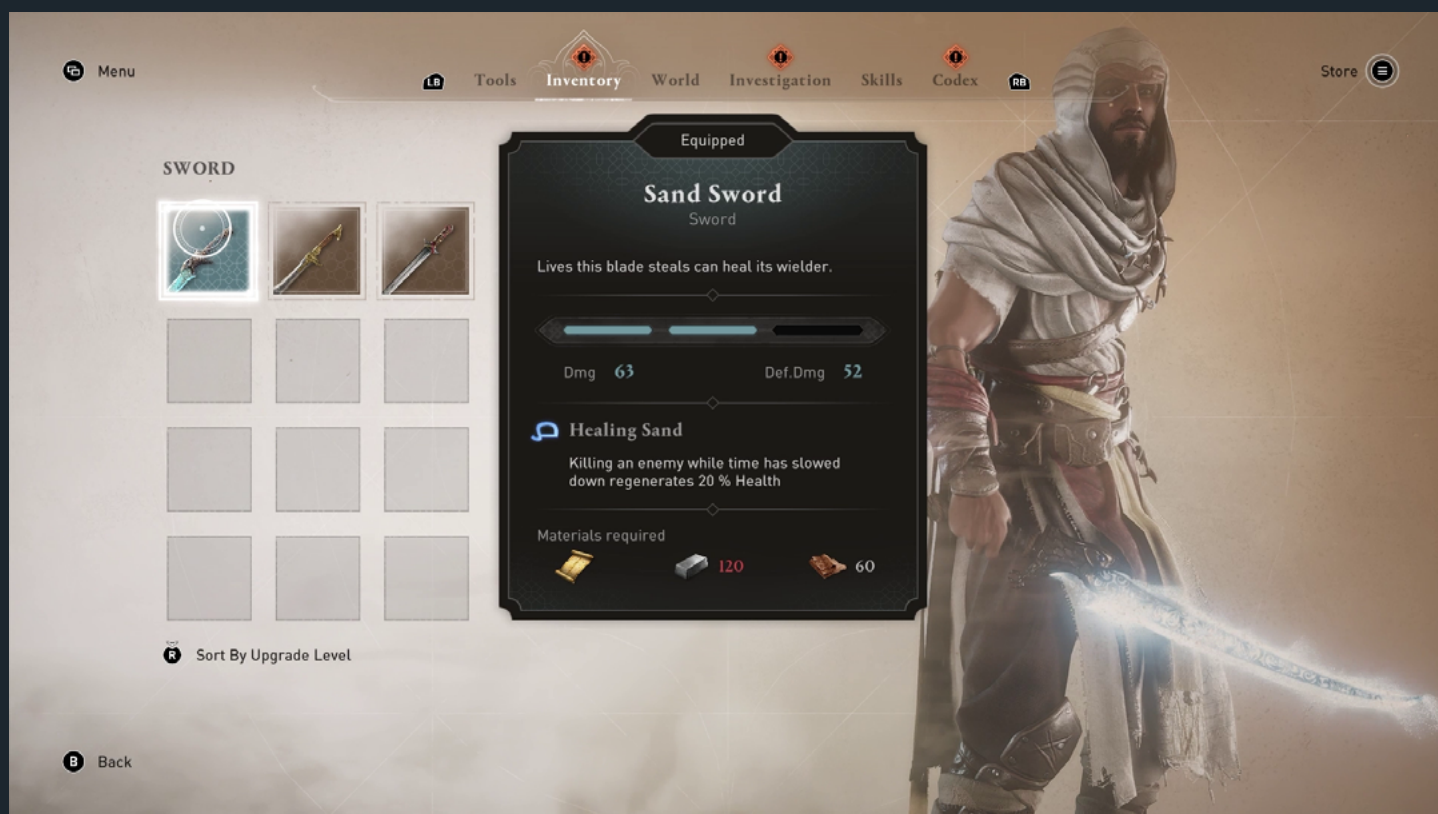 Menu
LB
Tools
Inventory
World
Investigation
Skills
Codex
RB
Store
SWORD
Equipped
Sand Sword
Sword
Lives this blade steals can heal its wielder.
Dmg 63
Def.Dmg 52
Healing Sand
Killing an enemy while time has slowed
down regenerates 20 % Health
Materials required
120
60
R Sort By Upgrade Level
B Back